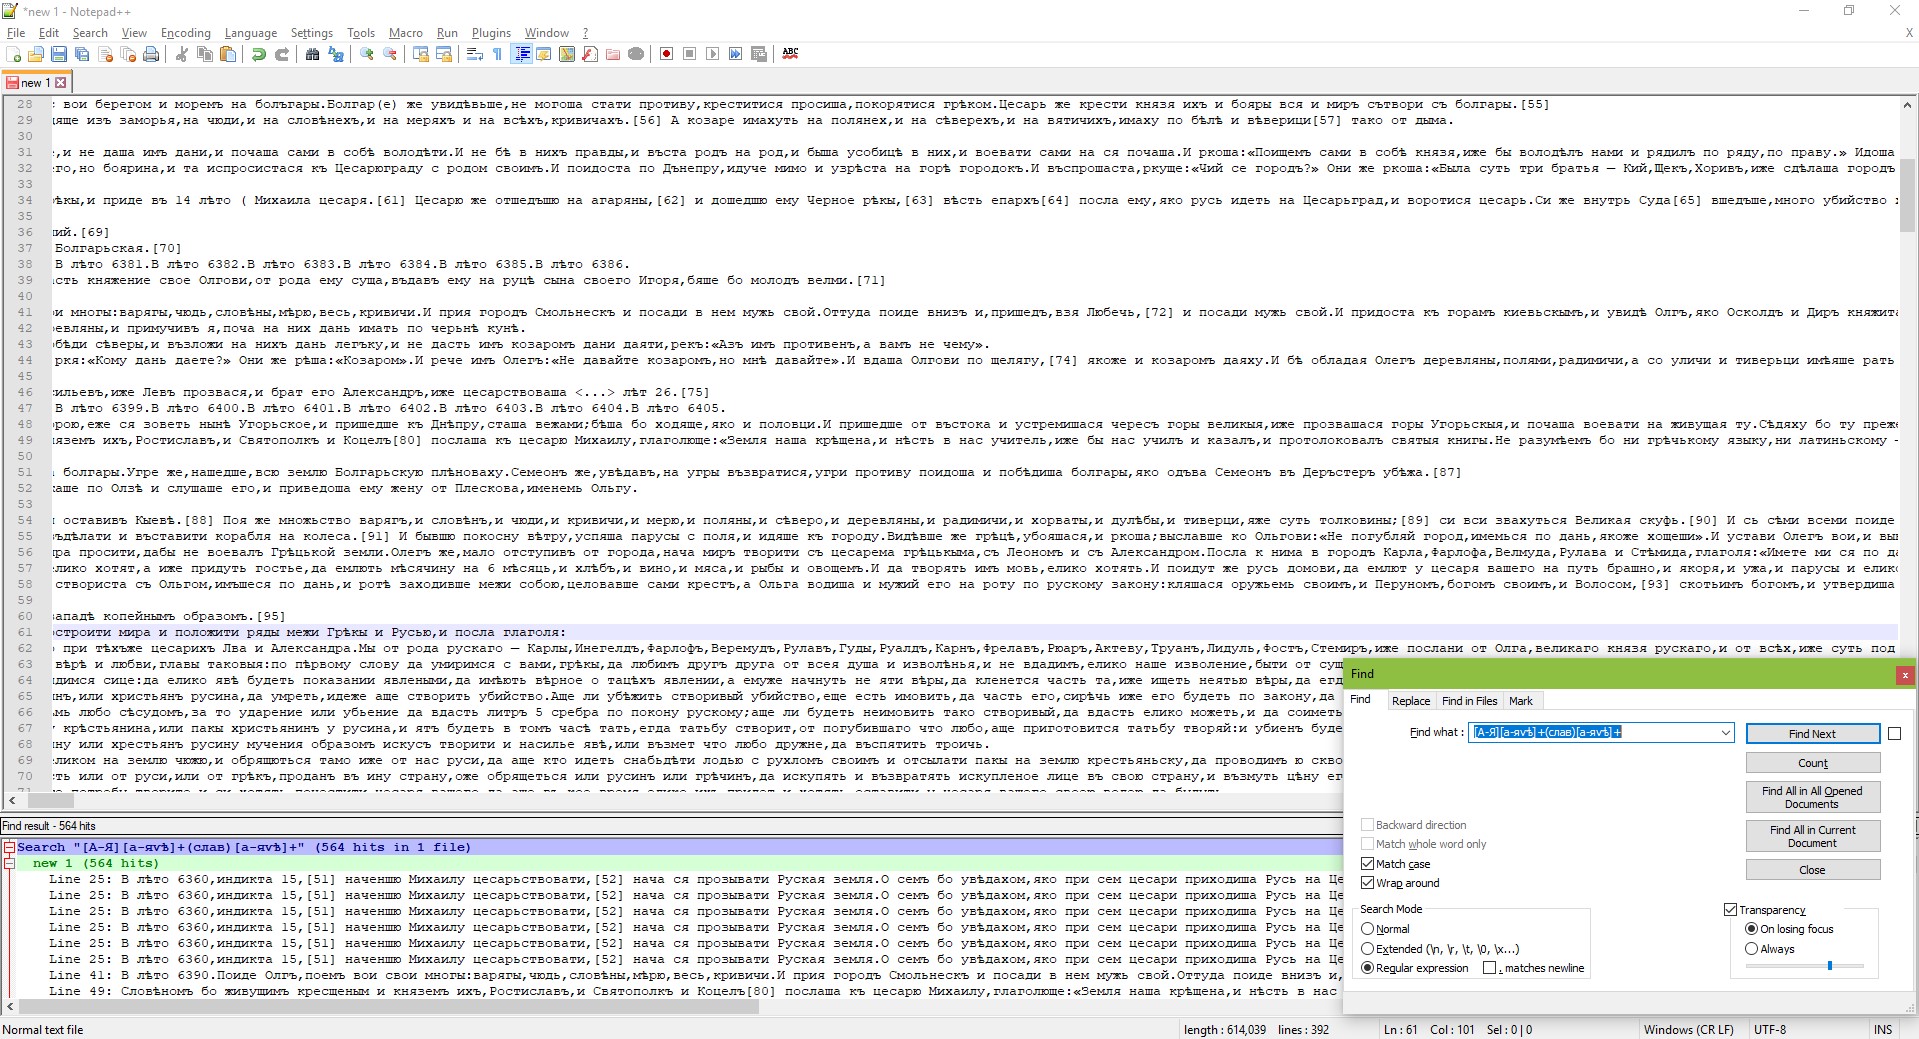 *new 1 - Notepad++
File Edit Search View Encoding Language Settings Tools Macro Run Plugins Window ?
X
new 1
28 вои берегом и моремъ на болъгары.Болгар(е) же увидѣвьше,не могоша стати противу,креститися просиша,покорятися грѣком.Цесарь же крести князя ихъ и бояры вся и миръ сътвори съ болгары.[55]
29 яще изъ заморья,на чюди,и на словѣнехъ,и на меряхъ и на всѣхъ,кривичахъ.[56] А козаре имахуть на полянех,и на сѣверехъ,и на вятичихъ,имаху по бѣлѣ и вѣверици[57] тако от дыма.
30
31 ,и не даша имъ дани,и почаша сами в собѣ володѣти.И не бѣ в нихъ правды,и въста родъ на род,и быша усобицѣ в них,и воевати сами на ся почаша.И ркоша:«Поищемъ сами в собѣ князя,иже бы володѣлъ нами и рядилъ по ряду,по праву.» Идоша
32 го,но боярина,и та испросистася къ Цесарюграду с родом своимъ.И поидоста по Дънепру,идуче мимо и узрѣста на горѣ городокъ.И въспрошаста,ркуще:«Чий се городъ?» Они же ркоша:«Была суть три братья — Кий,Щекъ,Хоривъ,иже сдѣлаша городъ
33
34 ѣкы,и приде въ 14 лѣто ( Михаила цесаря.[61] Цесарю же отшедъшю на агаряны,[62] и дошедшю ему Черное рѣкы,[63] вѣсть епархъ[64] посла ему,яко русь идеть на Цесарьград,и воротися цесарь.Си же внутрь Суда[65] вшедъше,много убийство
35
36 ий.[69]
37 Болгарьская.[70]
38 В лѣто 6381.В лѣто 6382.В лѣто 6383.В лѣто 6384.В лѣто 6385.В лѣто 6386.
39 сть княжение свое Олгови,от рода ему суща,въдавъ ему на руцѣ сына своего Игоря,бяше бо молодъ велми.[71]
40
41 и многы:варягы,чюдь,словѣны,мѣрю,весь,кривичи.И прия городъ Смольнескъ и посади в нем мужь свой.Оттуда поиде внизъ и,пришедъ,взя Любечь,[72] и посади мужь свой.И придоста къ горамъ киевьскымъ,и увидѣ Олгъ,яко Осколдъ и Диръ княжита
42 евляны,и примучивъ я,поча на них дань имать по черьнѣ кунѣ.
43 бѣди сѣверы,и възложи на нихъ дань легъку,и не дасть имъ козаром дани даяти,рекъ:«Азъ имъ противенъ,а вамъ не чему».
44 ркя:«Кому дань даете?» Они же рѣша:«Козаром».И рече имъ Олегъ:«Не давайте козаромъ,но мнѣ давайте».И вдаша Олгови по щелягу,[74] якоже и козаром даяху.И бѣ обладая Олегъ деревляны,полями,радимичи,а со уличи и тиверьци имѣяше рать
45
46 сильевъ,иже Левъ прозвася,и брат его Александръ,иже цесарствоваша <...> лѣт 26.[75]
47 В лѣто 6399.В лѣто 6400.В лѣто 6401.В лѣто 6402.В лѣто 6403.В лѣто 6404.В лѣто 6405.
48 рою,еже ся зоветь нынѣ Угорьское,и пришедше къ Днѣпру,сташа вежами;бѣша бо ходяще,яко и половци.И пришедше от въстока и устремишася чересъ горы великыя,иже прозвашася горы Угорьскыя,и почаша воевати на живущая ту.Сѣдяху бо ту преже
49 няземъ ихъ,Ростиславъ,и Святополкъ и Коцелъ[80] послаша къ цесарю Михаилу,глаголюще:«Земля наша крѣщена,и нѣсть в нас учитель,иже бы нас училъ и казалъ,и протолоковалъ святыя книгы.Не разумѣемъ бо ни грѣчькому языку,ни латиньскому
50
51 болгары.Угре же,нашедше,всю землю Болгарьскую плѣноваху.Семеонъ же,увѣдавъ,на угры възвратися,угри противу поидоша и побѣдиша болгары,яко одъва Семеонъ въ Деръстеръ убѣжа.[87]
52 жаше по Олзѣ и слушаше его,и приведоша ему жену от Плескова,именемь Ольгу.
53
54 оставивъ Кыевѣ.[88] Поя же множьство варягъ,и словѣнъ,и чюди,и кривичи,и мерю,и поляны,и сѣверо,и деревляны,и радимичи,и хорваты,и дулѣбы,и тиверци,яже суть толковины;[89] си вси звахуться Великая скуфь.[90] И сь сѣми всеми поиде
55 ъдѣлати и въставити корабля на колеса.[91] И бывшю покосну вѣтру,успяша парусы с поля,и идяше къ городу.Видѣвше же грѣцѣ,убояшася,и ркоша;выславше ко Ольгови:«Не погубляй город,имемься по дань,якоже хощеши».И устави Олегъ вои,и вын
56 ра просити,дабы не воевалъ Грѣцькой земли.Олегъ же,мало отступивъ от города,нача миръ творити съ цесарема грѣцькыма,съ Леономъ и съ Александром.Посла к нима в городъ Карла,Фарлофа,Велмуда,Рулава и Стѣмида,глаголя:«Имете ми ся по да
57 елико хотят,а иже придуть гостье,да емлють мѣсячину на 6 мѣсяць,и хлѣбъ,и вино,и мяса,и рыбы и овощемъ.И да творять имъ мовь,елико хотять.И поидут же русь домови,да емлют у цесаря вашего на путь брашно,и якоря,и ужа,и парусы и елико
58 створиста съ Ольгом,имъшеся по дань,и ротѣ заходивше межи собою,целовавше сами крестъ,а Ольга водиша и мужий его на роту по рускому закону:кляшася оружьемь своимъ,и Перуномъ,богомъ своимъ,и Волосом,[93] скотьимъ богомъ,и утвердиша
59
60 ападѣ копейнымъ образомъ.[95]
61 строити мира и положити ряды межи Грѣкы и Русью,и посла глаголя:
62 при тѣхъже цесарихъ Лва и Александра.Мы от рода рускаго — Карлы,Инегелдъ,Фарлофъ,Веремудъ,Рулавъ,Гуды,Руалдъ,Карнъ,Фрелавъ,Рюаръ,Актеву,Труанъ,Лидуль,Фостъ,Стемиръ,иже послани от Олга,великаго князя рускаго,и от всѣх,иже суть под
63 вѣрѣ и любви,главы таковыя:по пѣрвому слову да умиримся с вами,грѣкы,да любимъ другъ друга от всея душа и изволѣнья,и не вдадимъ,елико наше изволение,быти от сущ
64 димся сице:да елико явѣ будеть показании явлеными,да имѣють вѣрное о тацѣхъ явлении,а емуже начнуть не яти вѣры,да кленется часть та,иже ищеть неятью вѣры,да егд
65 инъ,или христьянъ русина,да умреть,идеже аще створить убийство.Аще ли убѣжить створивый убийство,еще есть имовить,да часть его,сирѣчь иже его будеть по закону,да
66 мь любо сѣсудомъ,за то ударение или убьение да вдасть литръ 5 сребра по покону рускому;аще ли будеть неимовить тако створивый,да вдасть елико можеть,и да соиметь
67 крѣстьянина,или пакы христьянинъ у русина,и ятъ будеть в томъ часѣ тать,егда татьбу створит,от погубившаго что любо,аще приготовится татьбу творяй:и убиенъ буде
68 ну или хрестьянъ русину мучения образомъ искусъ творити и насилье явѣ,или възмет что любо дружне,да въспятить троичь.
69 еликом на землю чюжю,и обрящються тамо иже от нас руси,да аще кто идеть снабьдѣти лодью с рухломъ своимъ и отсылати пакы на землю крестьяньску,да проводимъ ю скво
70 сть или от руси,или от грѣкъ,проданъ въ ину страну,оже обрящеться или русинъ или грѣчинъ,да искупять и възвратять искупленое лице въ свою страну,и възмуть цѣну ег
Find result - 564 hits
Search "[А-Я][а-яѵѣ]+(слав)[а-яѵѣ]+" (564 hits in 1 file)
new 1 (564 hits)
Line 25: В лѣто 6360,индикта 15,[51] наченшю Михаилу цесарьствовати,[52] нача ся прозывати Руская земля.О семъ бо увѣдахом,яко при сем цесари приходиша Русь на Це
Line 25: В лѣто 6360,индикта 15,[51] наченшю Михаилу цесарьствовати,[52] нача ся прозывати Руская земля.О семъ бо увѣдахом,яко при сем цесари приходиша Русь на Це
Line 25: В лѣто 6360,индикта 15,[51] наченшю Михаилу цесарьствовати,[52] нача ся прозывати Руская земля.О семъ бо увѣдахом,яко при сем цесари приходиша Русь на Це
Line 25: В лѣто 6360,индикта 15,[51] наченшю Михаилу цесарьствовати,[52] нача ся прозывати Руская земля.О семъ бо увѣдахом,яко при сем цесари приходиша Русь на Це
Line 25: В лѣто 6360,индикта 15,[51] наченшю Михаилу цесарьствовати,[52] нача ся прозывати Руская земля.О семъ бо увѣдахом,яко при сем цесари приходиша Русь на Це
Line 25: В лѣто 6360,индикта 15,[51] наченшю Михаилу цесарьствовати,[52] нача ся прозывати Руская земля.О семъ бо увѣдахом,яко при сем цесари приходиша Русь на Це
Line 41: В лѣто 6390.Поиде Олгъ,поемъ вои свои многы:варягы,чюдь,словѣны,мѣрю,весь,кривичи.И прия городъ Смольнескъ и посади в нем мужь свой.Оттуда поиде внизъ и,
Line 49: Словѣномъ бо живущимъ кресщеным и княземъ ихъ,Ростиславъ,и Святополкъ и Коцелъ[80] послаша къ цесарю Михаилу,глаголюще:«Земля наша крѣщена,и нѣсть в нас
Find
Find Replace Find in Files Mark
Find what : [А-Я][а-яѵѣ]+(слав)[а-яѵѣ]+
Find Next
Count
Find All in All Opened Documents
Find All in Current Document
Close
Backward direction
Match whole word only
Match case
Wrap around
Search Mode
Normal
Extended (\n, \r, \t, \0, \x...)
Regular expression
. matches newline
Transparency
On losing focus
Always
Normal text file
length : 614,039 lines : 392
Ln : 61 Col : 101 Sel : 0 | 0
Windows (CR LF)
UTF-8
INS